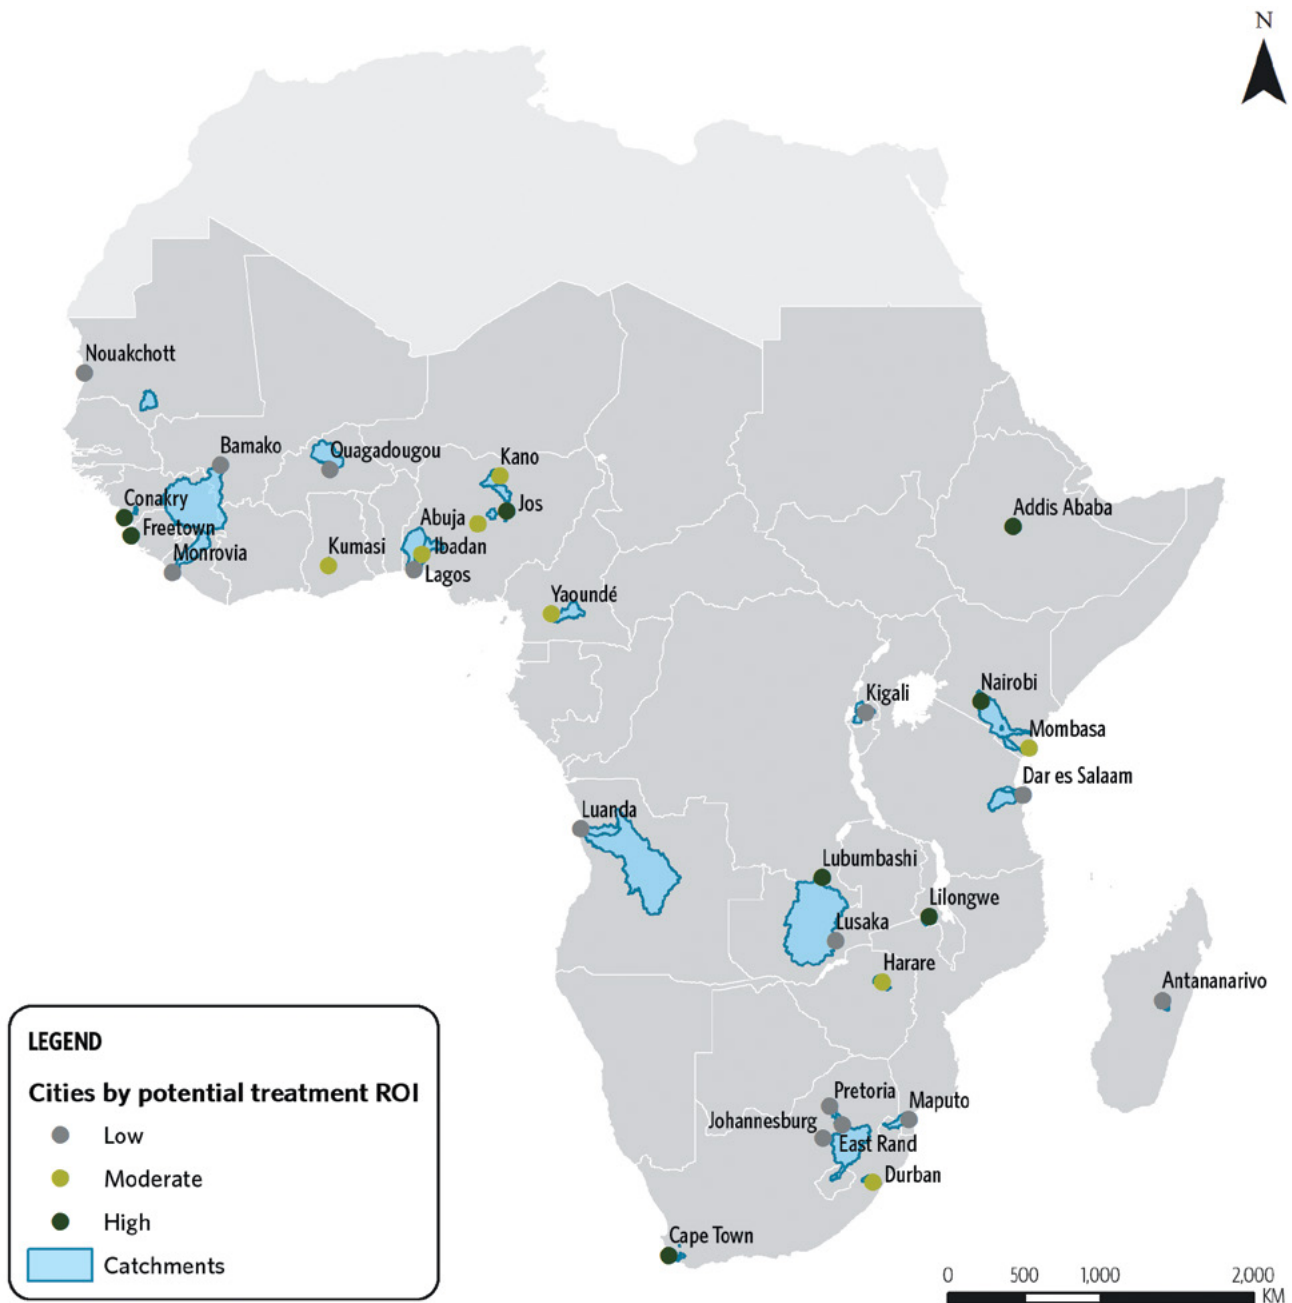 N
Nouakchott
Bamako
Ouagadougou
Kano
Conakry
Jos
Addis Ababa
Freetown
Abuja
Monrovia
Kumasi
Ibadan
Lagos
Yaoundé
Nairobi
Kigali
Mombasa
Dar es Salaam
Luanda
Lubumbashi
Lilongwe
Lusaka
Harare
Antananarivo
Pretoria
Maputo
Johannesburg
East Rand
Durban
Cape Town
LEGEND
Cities by potential treatment ROI
Low
Moderate
High
Catchments
0 500 1,000 2,000
KM